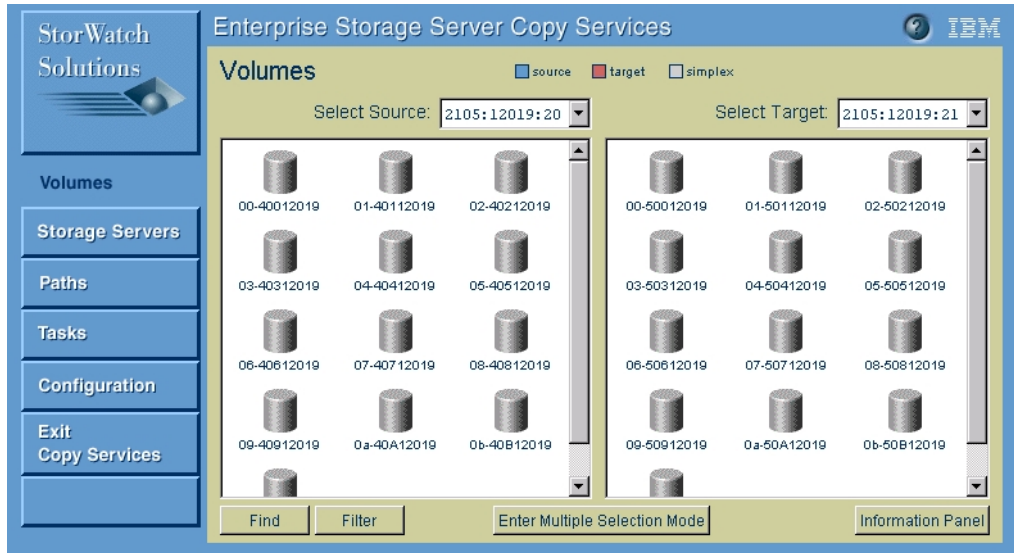 StorWatch
Solutions
Enterprise Storage Server Copy Services
? IBM
Volumes
source target simplex
Select Source: 2105:12019:20
Select Target: 2105:12019:21
00-40012019 01-40112019 02-40212019
00-50012019 01-50112019 02-50212019
03-40312019 04-40412019 05-40512019
03-50312019 04-50412019 05-50512019
06-40612019 07-40712019 08-40812019
06-50612019 07-50712019 08-50812019
09-40912019 0a-40A12019 0b-40B12019
09-50912019 0a-50A12019 0b-50B12019
Volumes
Storage Servers
Paths
Tasks
Configuration
Exit
Copy Services
Find Filter Enter Multiple Selection Mode Information Panel